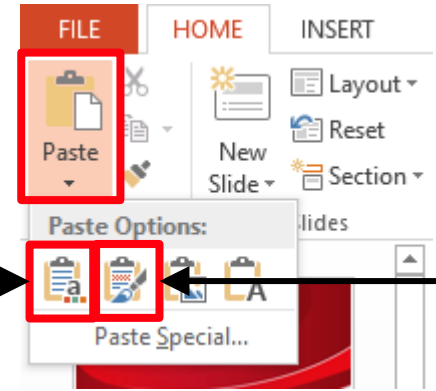 FILE HOME INSERT
Layout
Reset
Paste New
Slide Section
Paste Options: lides
a A
Paste Special...